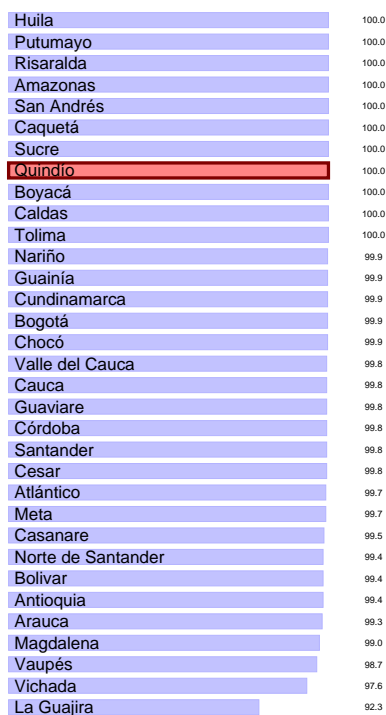 Huila 100.0
Putumayo 100.0
Risaralda 100.0
Amazonas 100.0
San Andrés 100.0
Caquetá 100.0
Sucre 100.0
Quindío 100.0
Boyacá 100.0
Caldas 100.0
Tolima 100.0
Nariño 99.9
Guainía 99.9
Cundinamarca 99.9
Bogotá 99.9
Chocó 99.9
Valle del Cauca 99.8
Cauca 99.8
Guaviare 99.8
Córdoba 99.8
Santander 99.8
Cesar 99.8
Atlántico 99.7
Meta 99.7
Casanare 99.5
Norte de Santander 99.4
Bolivar 99.4
Antioquia 99.4
Arauca 99.3
Magdalena 99.0
Vaupés 98.7
Vichada 97.6
La Guajira 92.3